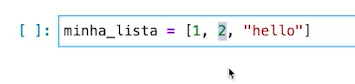 [ ]: minha_lista = [1, 2, "hello"]